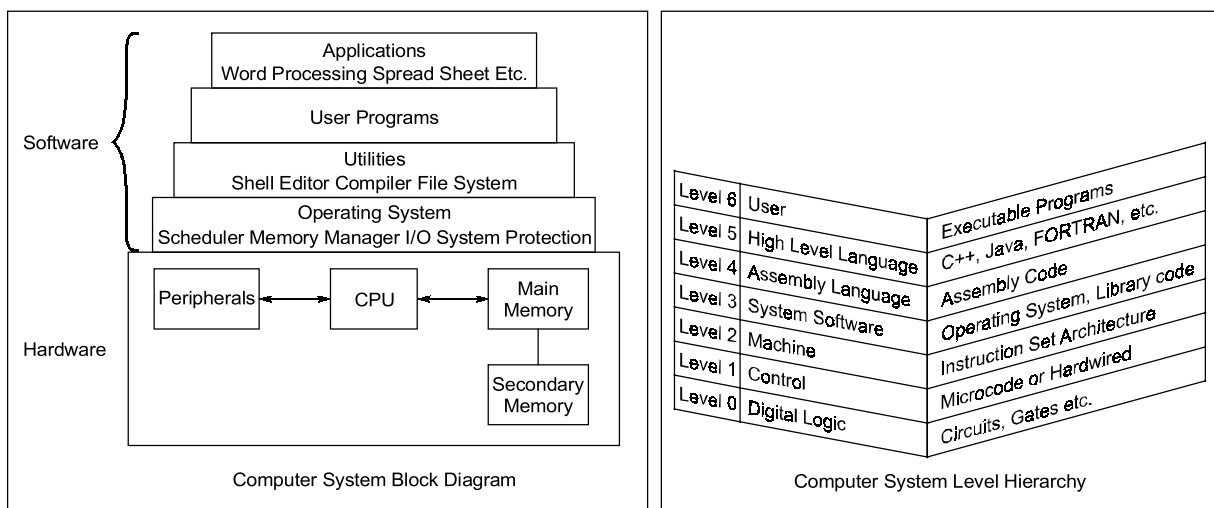 Applications
Word Processing Spread Sheet Etc.
User Programs
Software
Utilities
Shell Editor Compiler File System
Operating System
Scheduler Memory Manager I/O System Protection
Peripherals
CPU
Main
Memory
Hardware
Secondary
Memory
Computer System Block Diagram
Level 6 User Executable Programs
Level 5 High Level Language C++, Java, FORTRAN, etc.
Level 4 Assembly Language Assembly Code
Level 3 System Software Operating System, Library code
Level 2 Machine Instruction Set Architecture
Level 1 Control Microcode or Hardwired
Level 0 Digital Logic Circuits, Gates etc.
Computer System Level Hierarchy